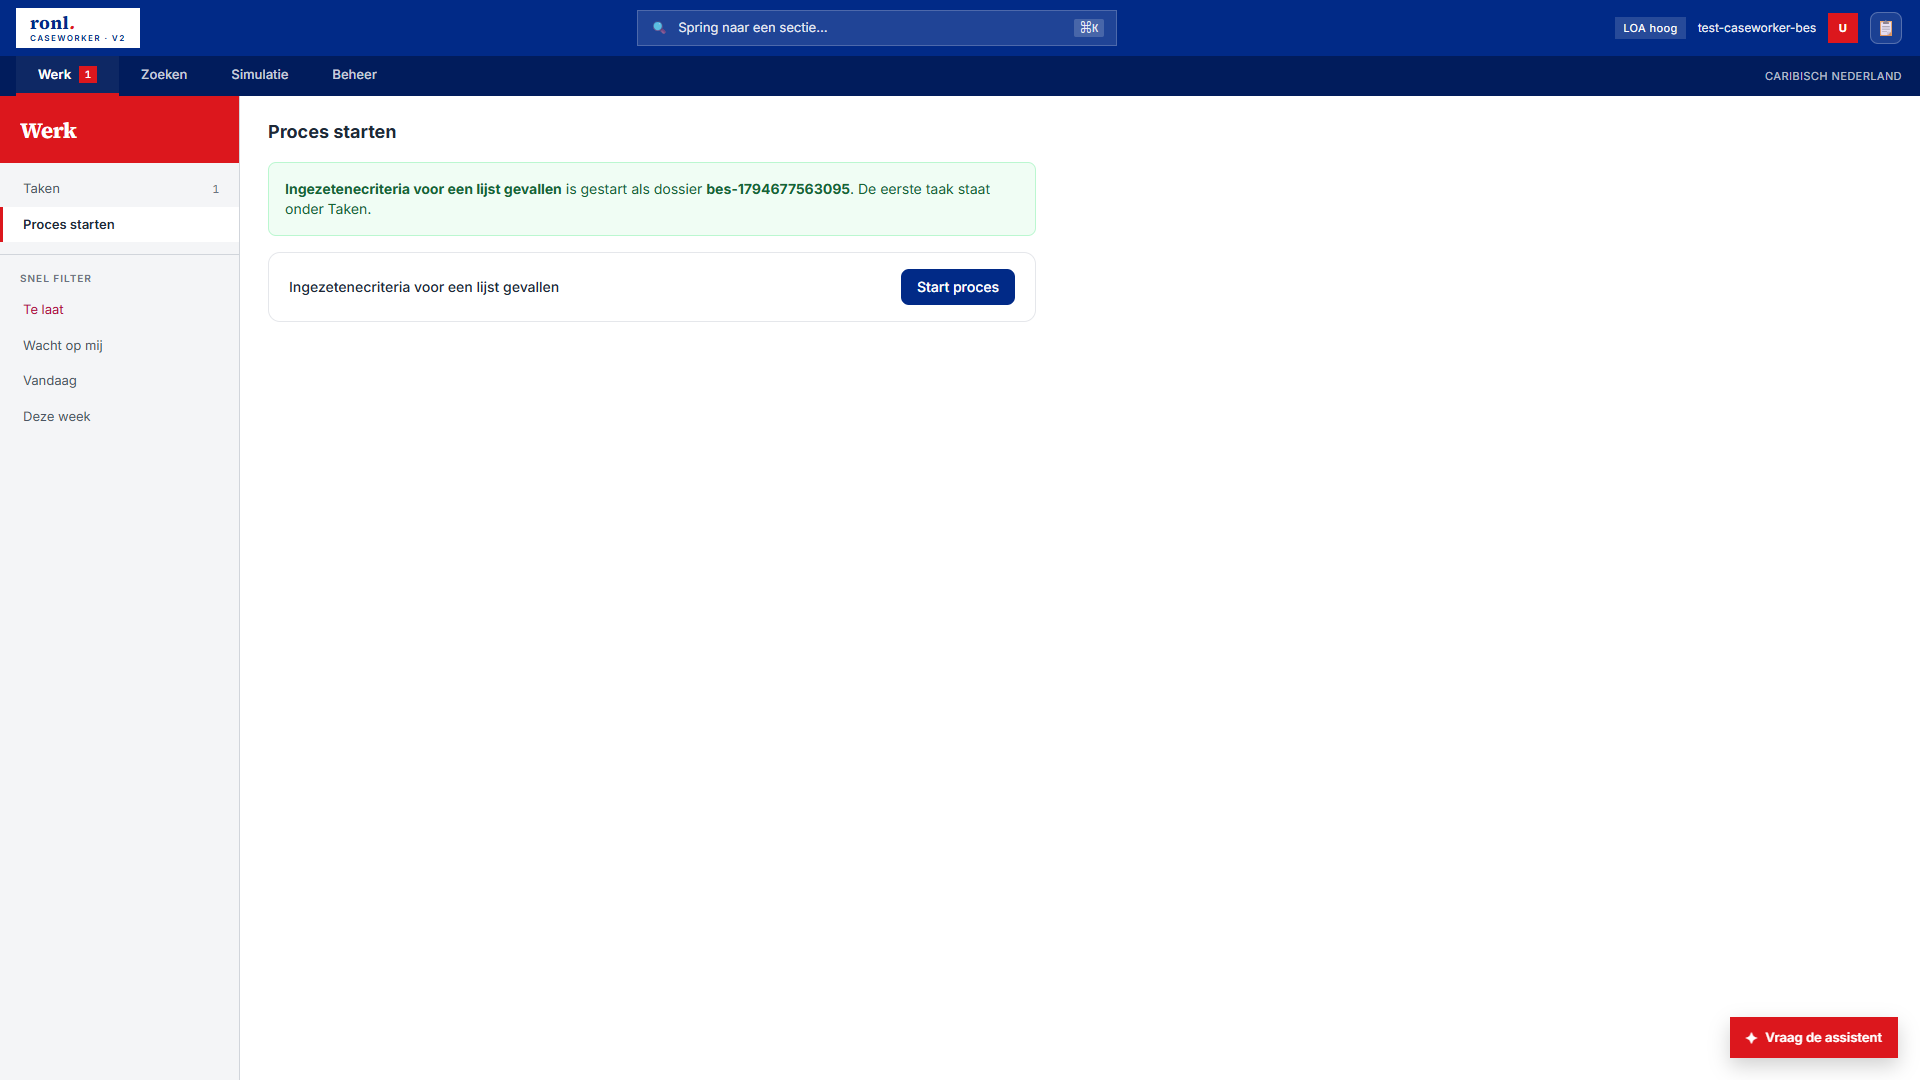 ronl.
CASEWORKER · V2
Spring naar een sectie...
⌘K
LOA hoog
test-caseworker-bes
U
Werk 1
Zoeken
Simulatie
Beheer
CARIBISCH NEDERLAND
Werk
Taken 1
Proces starten
SNEL FILTER
Te laat
Wacht op mij
Vandaag
Deze week
Proces starten
Ingezetenecriteria voor een lijst gevallen is gestart als dossier bes-1794677563095. De eerste taak staat
onder Taken.
Ingezetenecriteria voor een lijst gevallen
Start proces
Vraag de assistent